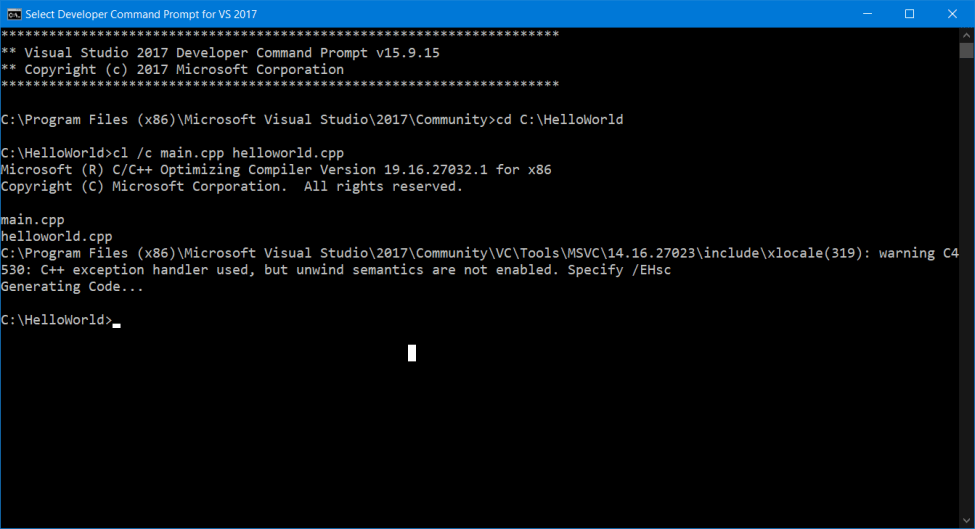 Select Developer Command Prompt for VS 2017
**********************************************************************
** Visual Studio 2017 Developer Command Prompt v15.9.15
** Copyright (c) 2017 Microsoft Corporation
**********************************************************************
C:\Program Files (x86)\Microsoft Visual Studio\2017\Community>cd C:\HelloWorld
C:\HelloWorld>cl /c main.cpp helloworld.cpp
Microsoft (R) C/C++ Optimizing Compiler Version 19.16.27032.1 for x86
Copyright (C) Microsoft Corporation.  All rights reserved.
main.cpp
helloworld.cpp
C:\Program Files (x86)\Microsoft Visual Studio\2017\Community\VC\Tools\MSVC\14.16.27023\include\xlocale(319): warning C4
530: C++ exception handler used, but unwind semantics are not enabled. Specify /EHsc
Generating Code...
C:\HelloWorld>